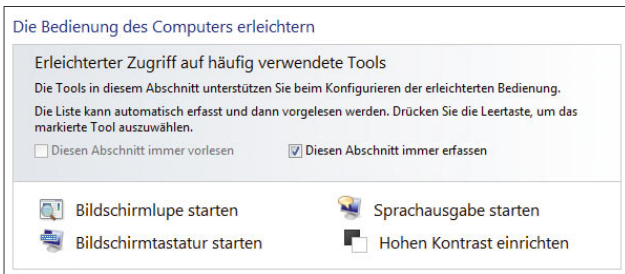 Die Bedienung des Computers erleichtern
Erleichterter Zugriff auf häufig verwendete Tools
Die Tools in diesem Abschnitt unterstützen Sie beim Konfigurieren der erleichterten Bedienung.
Die Liste kann automatisch erfasst und dann vorgelesen werden. Drücken Sie die Leertaste, um das
markierte Tool auszuwählen.
Diesen Abschnitt immer vorlesen Diesen Abschnitt immer erfassen
Bildschirmlupe starten Sprachausgabe starten
Bildschirmtastatur starten Hohen Kontrast einrichten